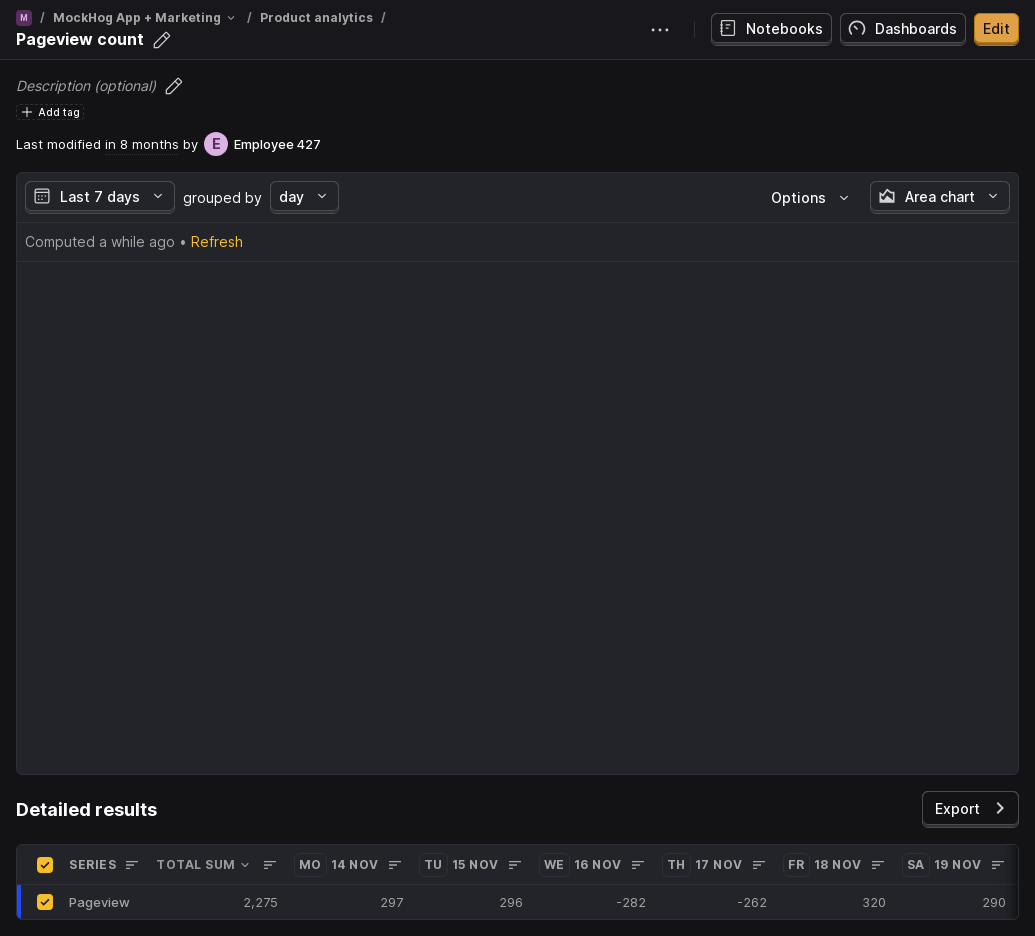 M / MockHog App + Marketing / Product analytics /
Pageview count
Notebooks
Dashboards
Edit
Description (optional)
Add tag
Last modified in 8 months by E Employee 427
Last 7 days grouped by day
Options
Area chart
Computed a while ago • Refresh
Detailed results
Export
SERIES TOTAL SUM MO 14 NOV TU 15 NOV WE 16 NOV TH 17 NOV FR 18 NOV SA 19 NOV
Pageview 2,275 297 296 -282 -262 320 290